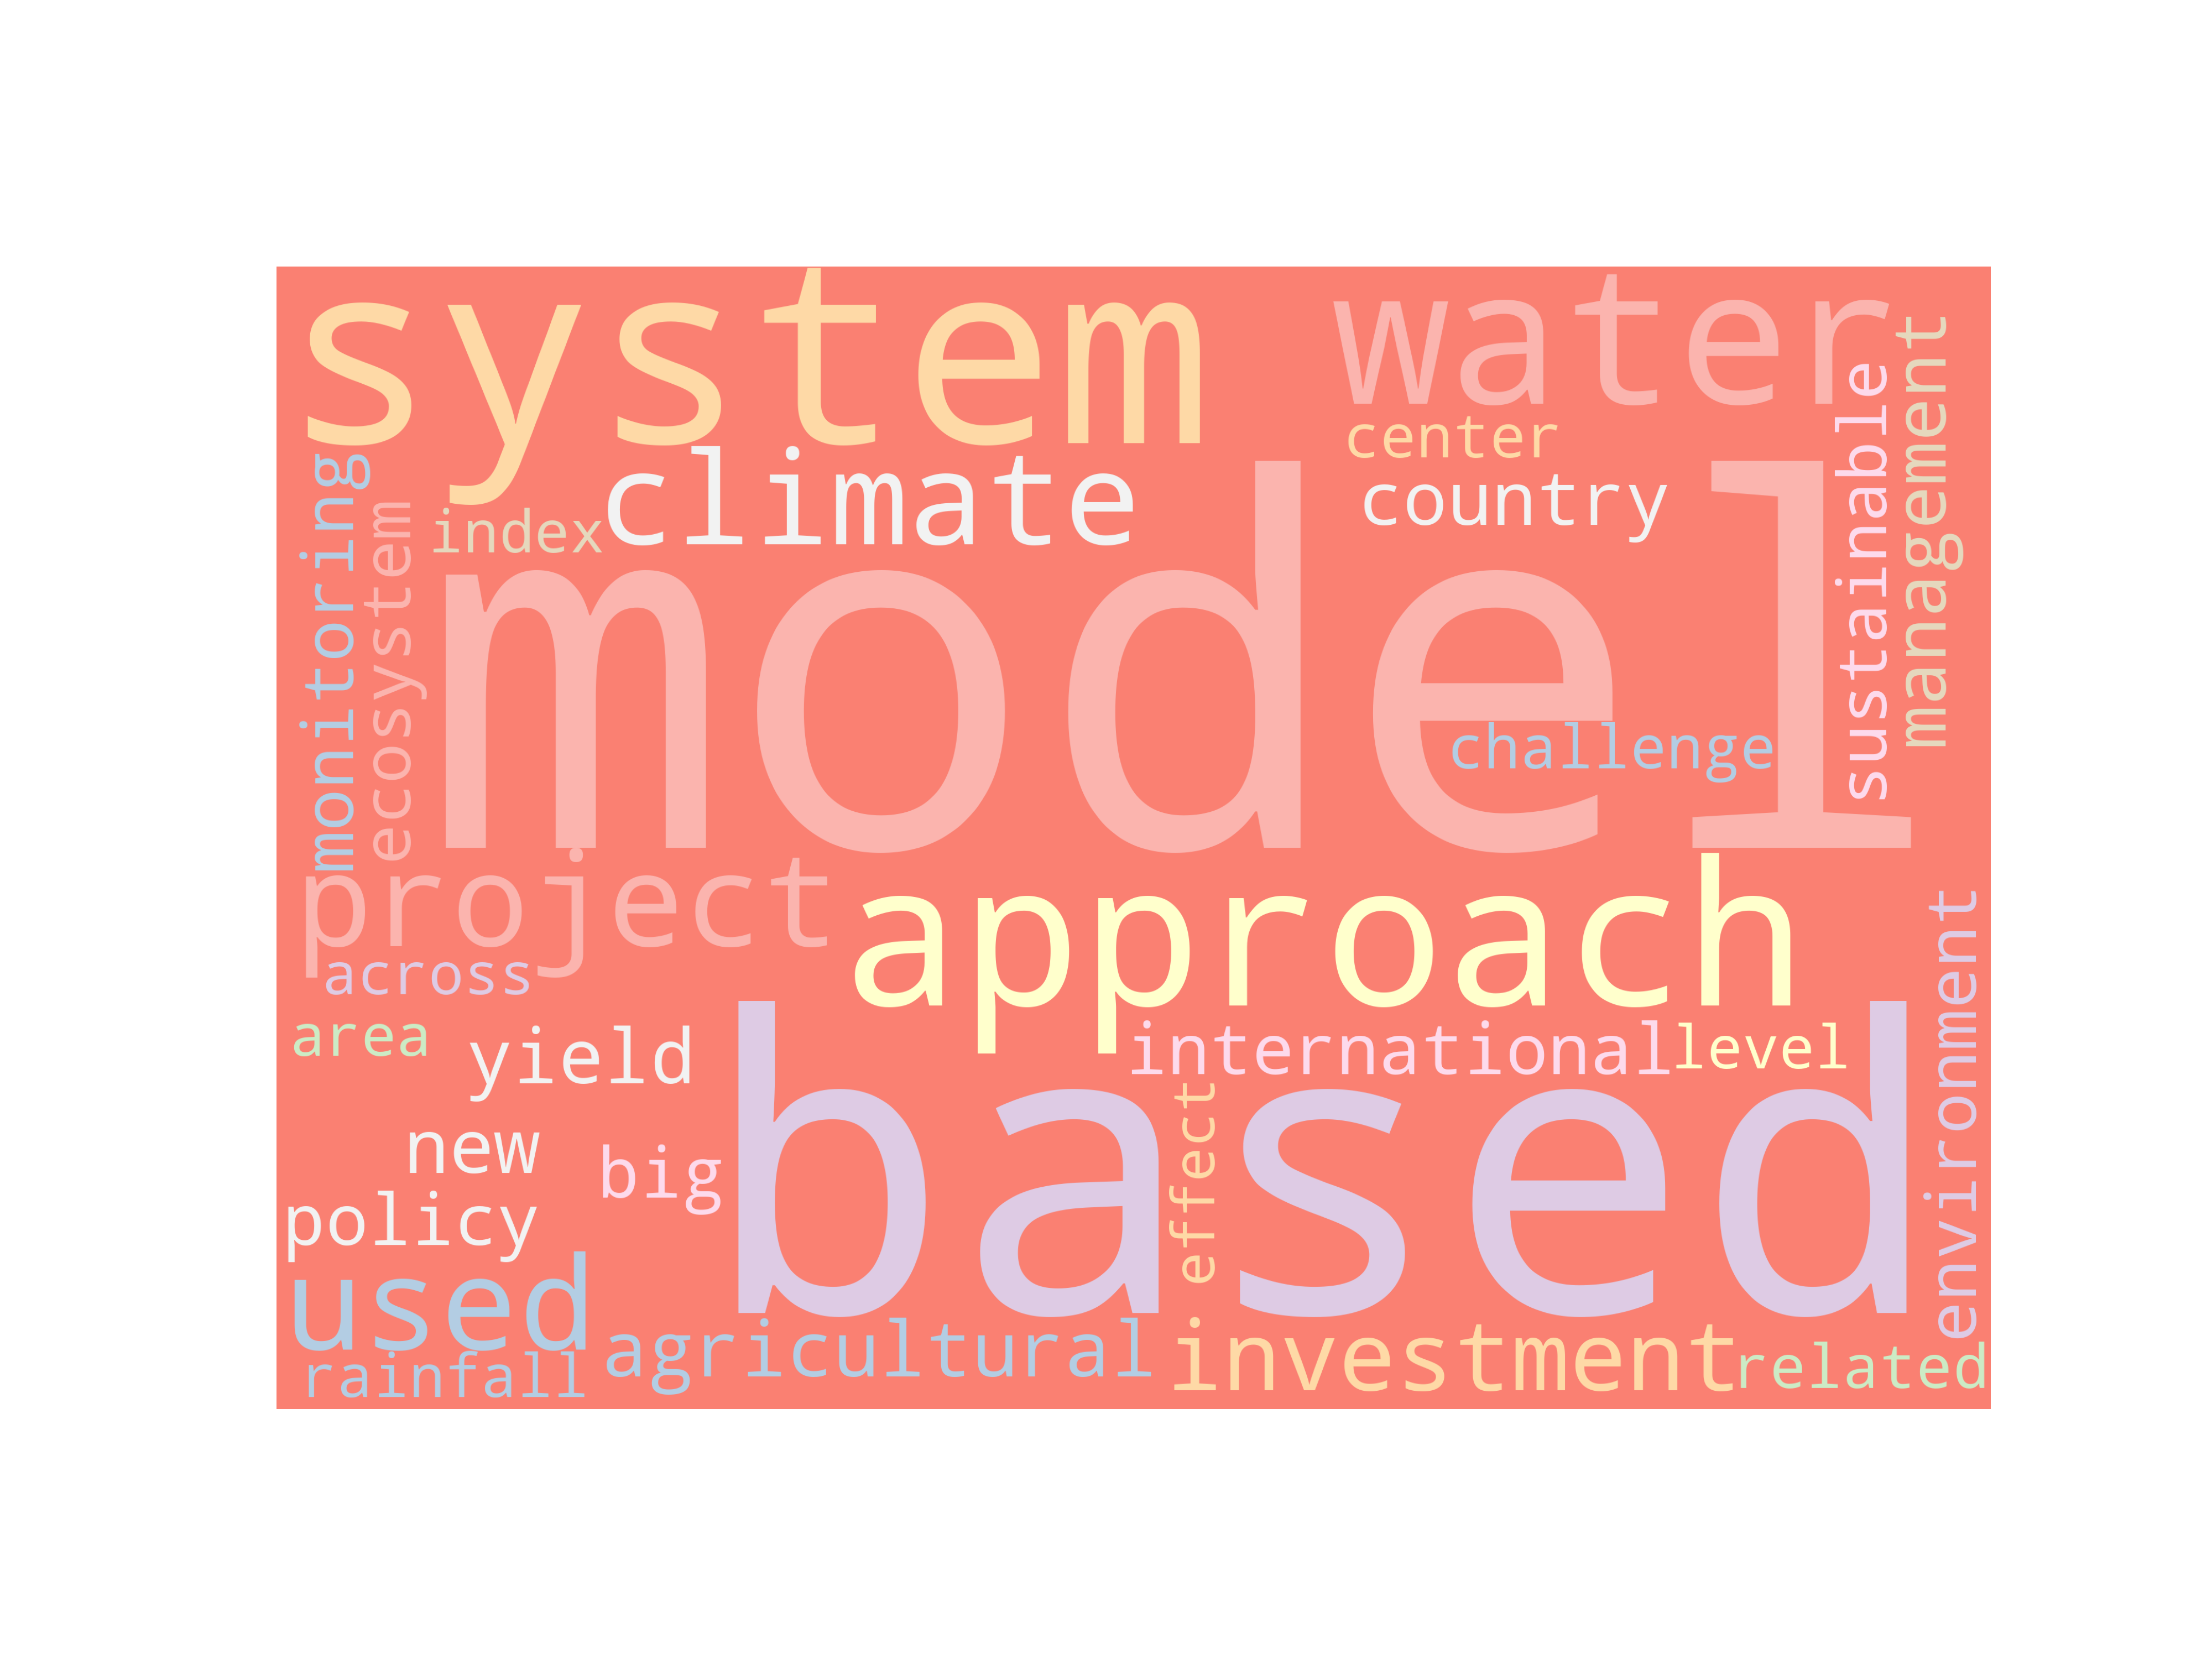 system
water
center
climate
country
index
monitoring
ecosystem
sustainable
management
model
challenge
project
approach
across
area
yield
international
level
environment
new
big
based
effect
policy
used
agricultural
investment
related
rainfall